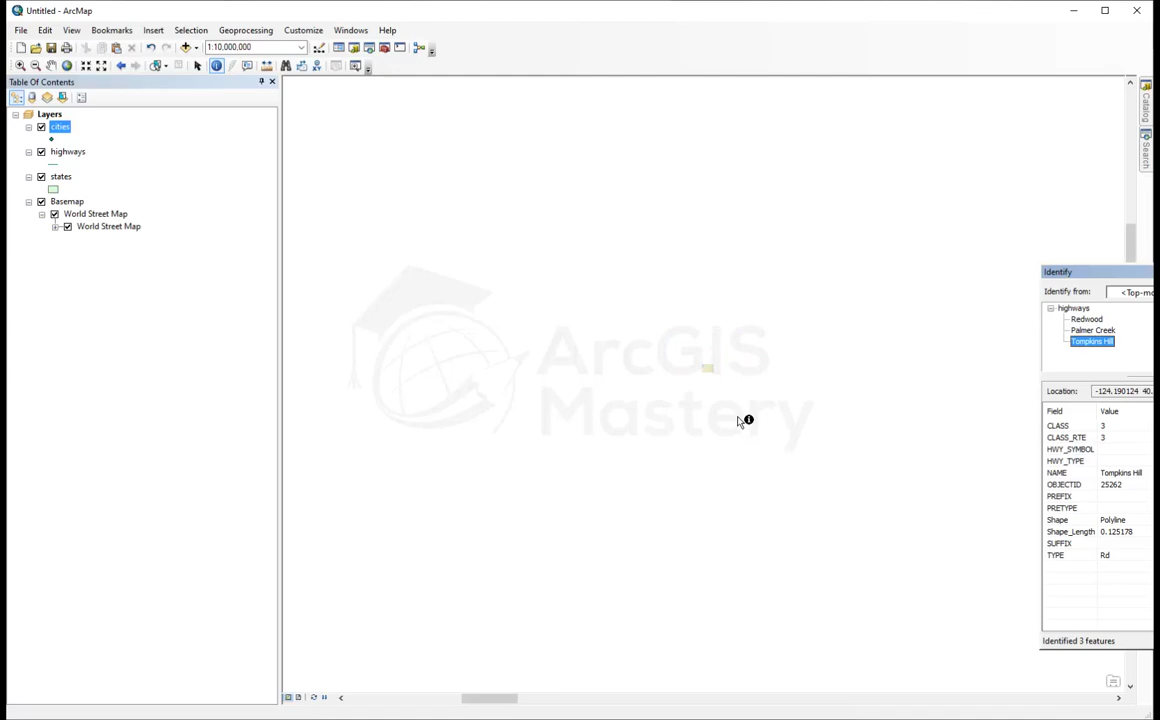 Untitled - ArcMap
File Edit View Bookmarks Insert Selection Geoprocessing Customize Windows Help
1:10,000,000
Table Of Contents
Layers
cities
highways
states
Basemap
World Street Map
World Street Map
ArcGIS
Mastery
Catalog
Search
Identify
Identify from: <Top-mo
highways
Redwood
Palmer Creek
Tompkins Hill
Location: -124.190124 40.
Field Value
CLASS 3
CLASS_RTE 3
HWY_SYMBOL
HWY_TYPE
NAME Tompkins Hill
OBJECTID 25262
PREFIX
PRETYPE
Shape Polyline
Shape_Length 0.125178
SUFFIX
TYPE Rd
Identified 3 features